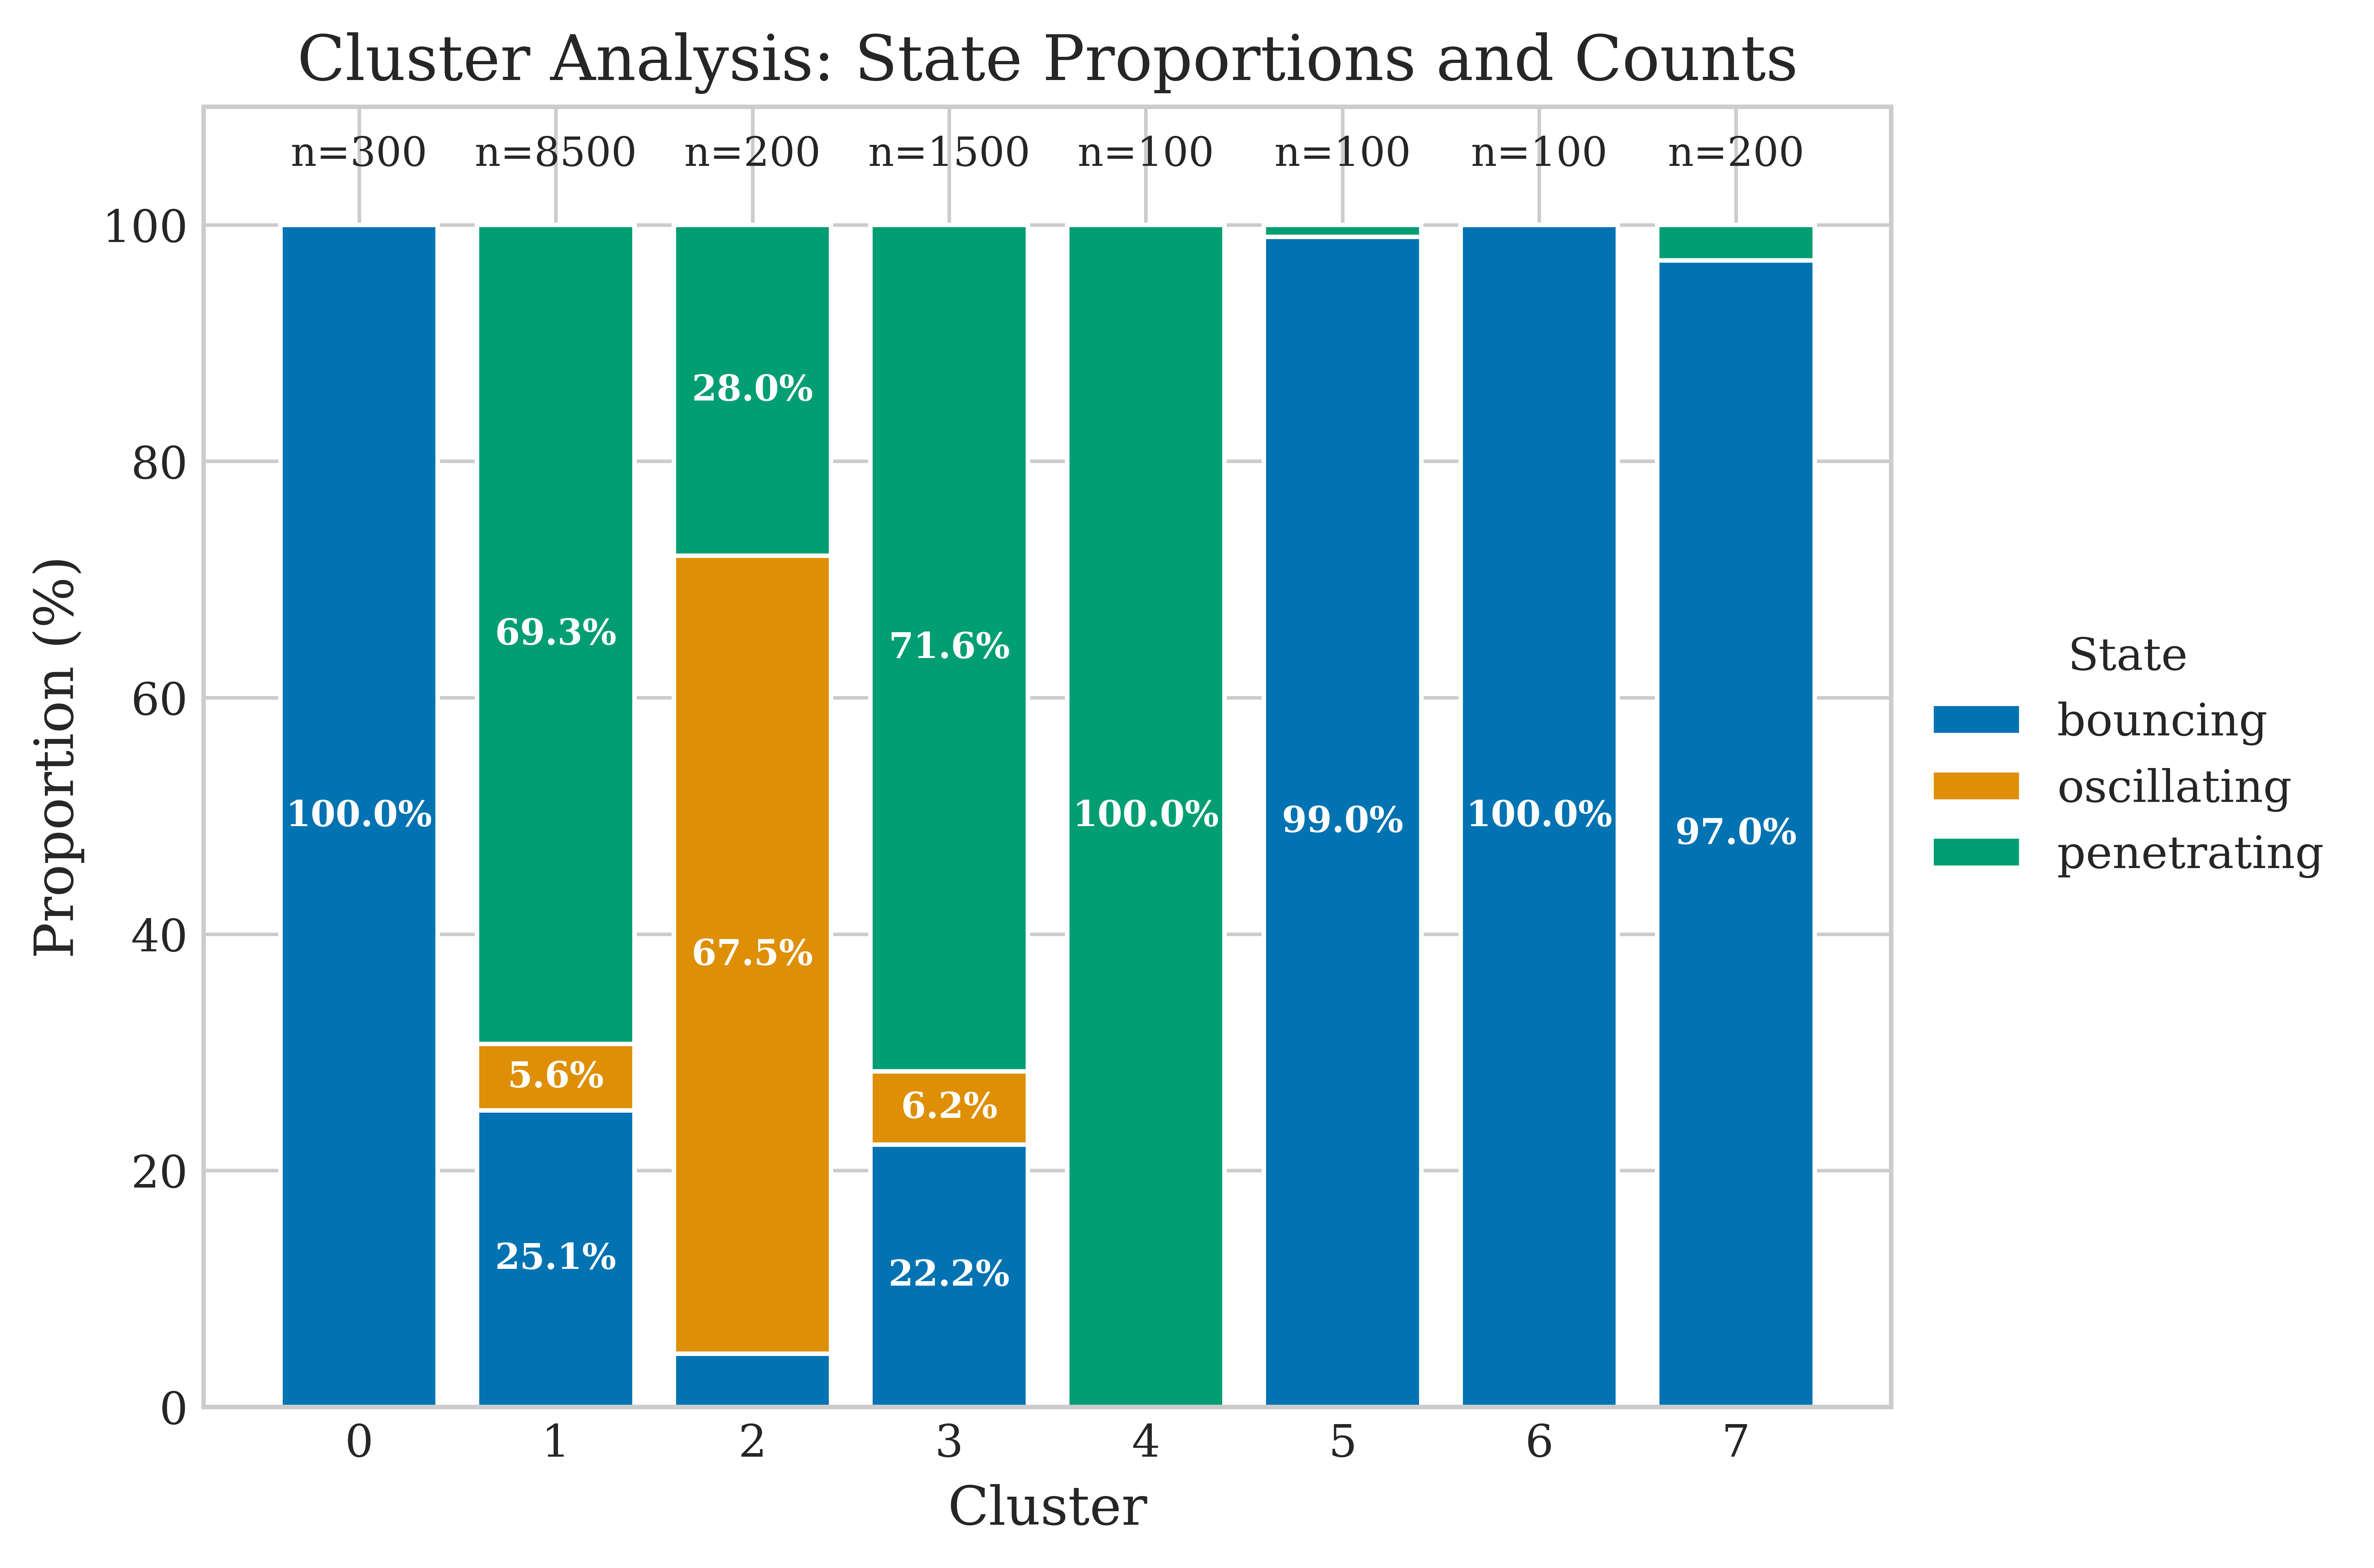 Cluster Analysis: State Proportions and Counts
n=300 n=8500 n=200 n=1500 n=100 n=100 n=100 n=200
100
80
60
40
20
0
Proportion (%)
28.0%
69.3%
71.6%
100.0% 100.0% 99.0% 100.0% 97.0%
67.5%
5.6%
6.2%
25.1%
22.2%
0 1 2 3 4 5 6 7
Cluster
State
bouncing
oscillating
penetrating